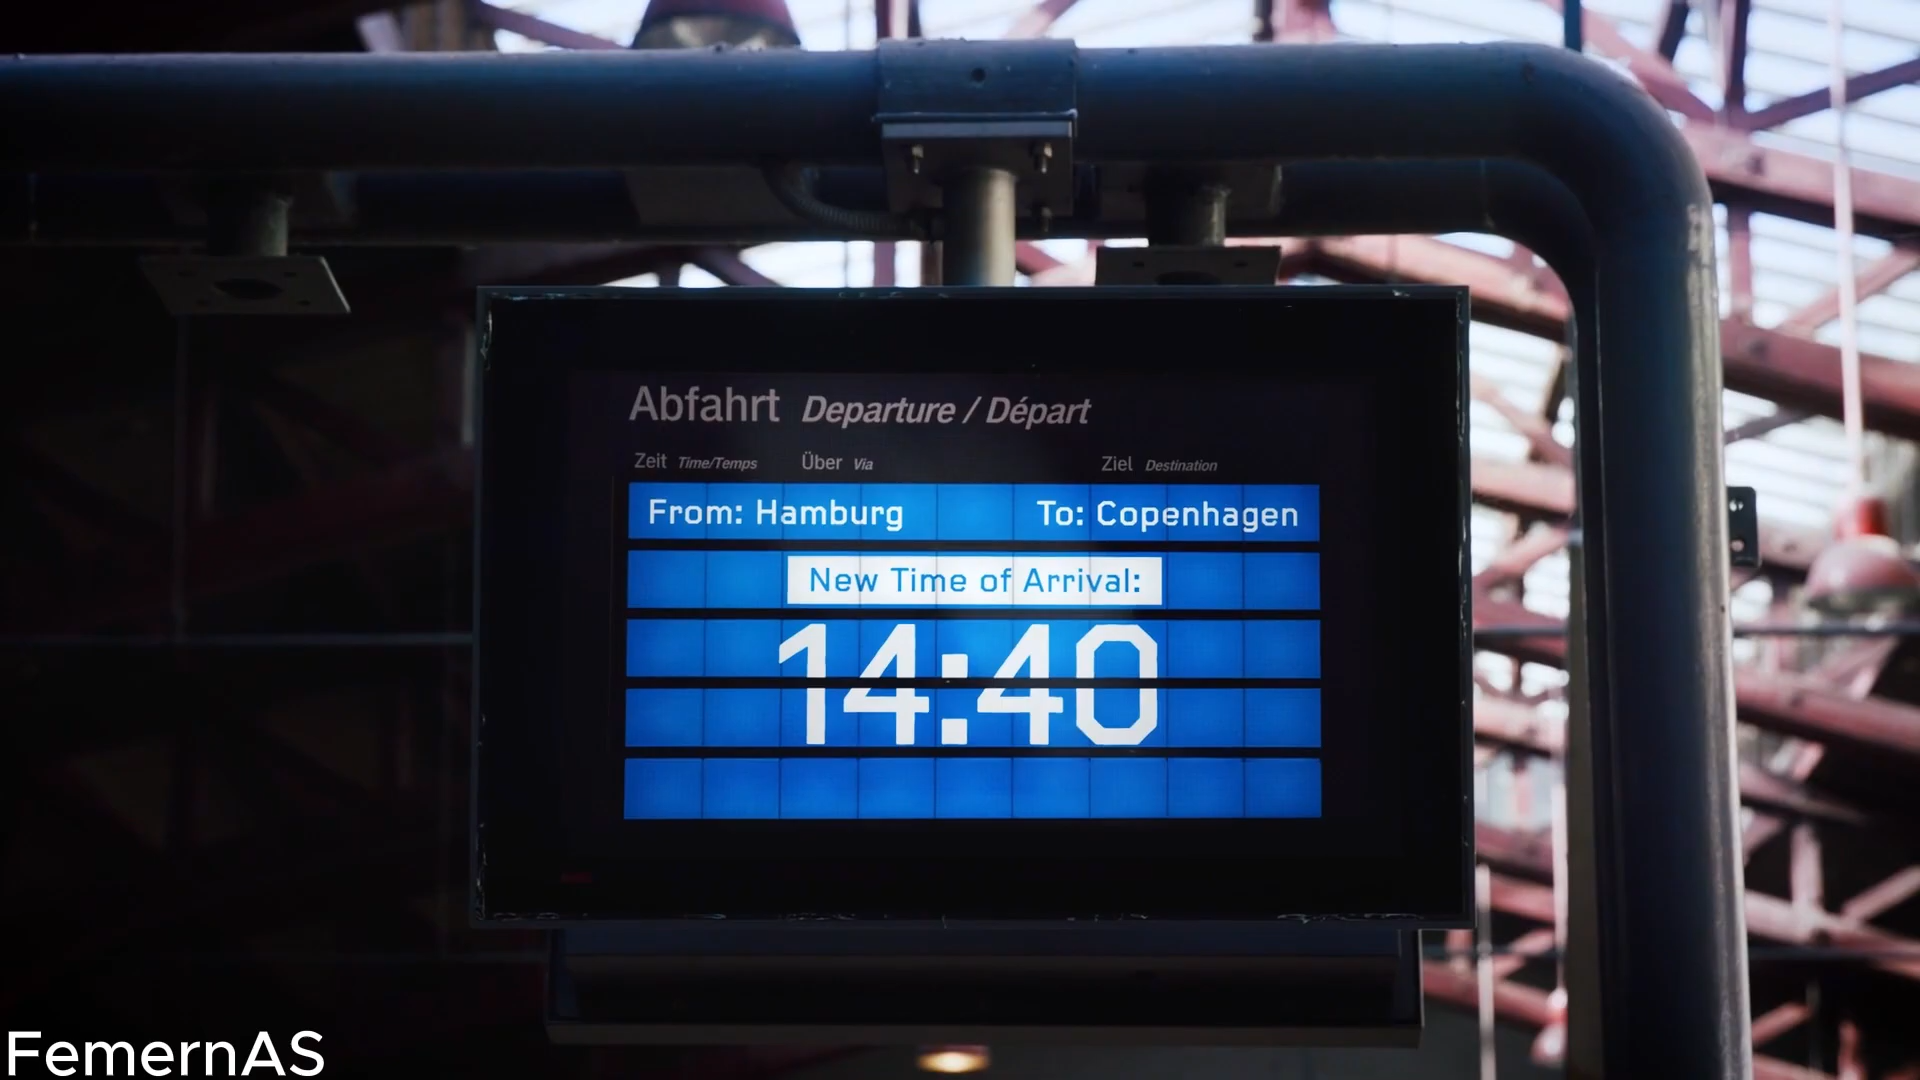 Abfahrt Departure / Départ
Zeit Time/Temps Über Via Ziel Destination
From: Hamburg To: Copenhagen
New Time of Arrival:
14:40
FemernAS